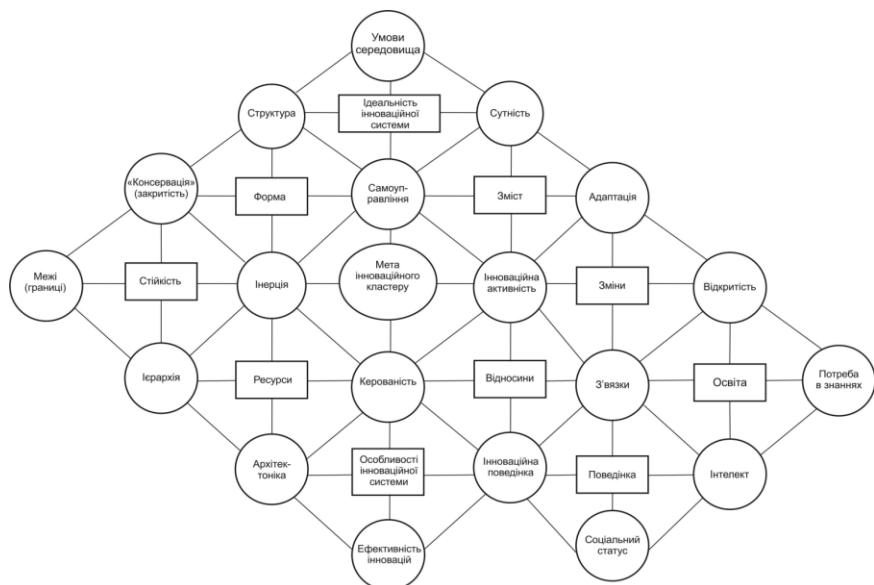 Умови
середовища
Структура
Ідеальність
інноваційної
системи
Сутність
«Консервація»
(закритість)
Форма
Самоуп-
равління
Зміст
Адаптація
Межі
(границі)
Стійкість
Інерція
Мета
інноваційного
кластеру
Інноваційна
активність
Зміни
Відкритість
Ієрархія
Ресурси
Керованість
Відносини
З'вязки
Освіта
Потреба
в знаннях
Архітек-
тоніка
Особливості
інноваційної
системи
Інноваційна
поведінка
Поведінка
Інтелект
Ефективність
інновацій
Соціальний
статус